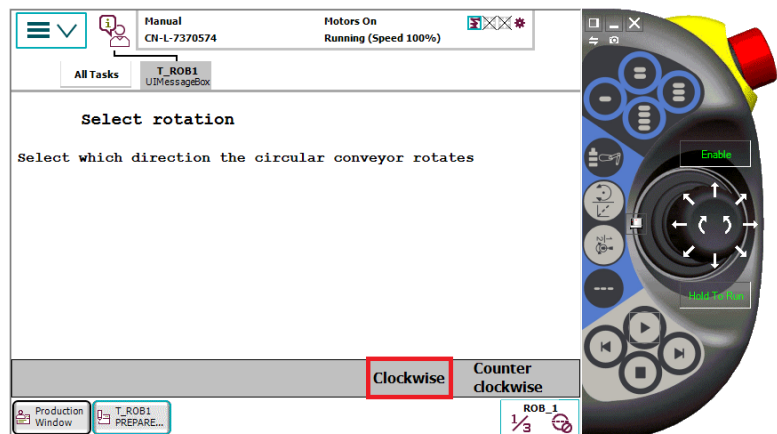 Manual
CN-L-7370574
Motors On
Running (Speed 100%)
All Tasks
T_ROB1
UIMessageBox
Select rotation
Select which direction the circular conveyor rotates
Enable
Hold To Run
Clockwise
Counter
clockwise
Production
Window
T_ROB1
PREPARE...
ROB_1
1/3